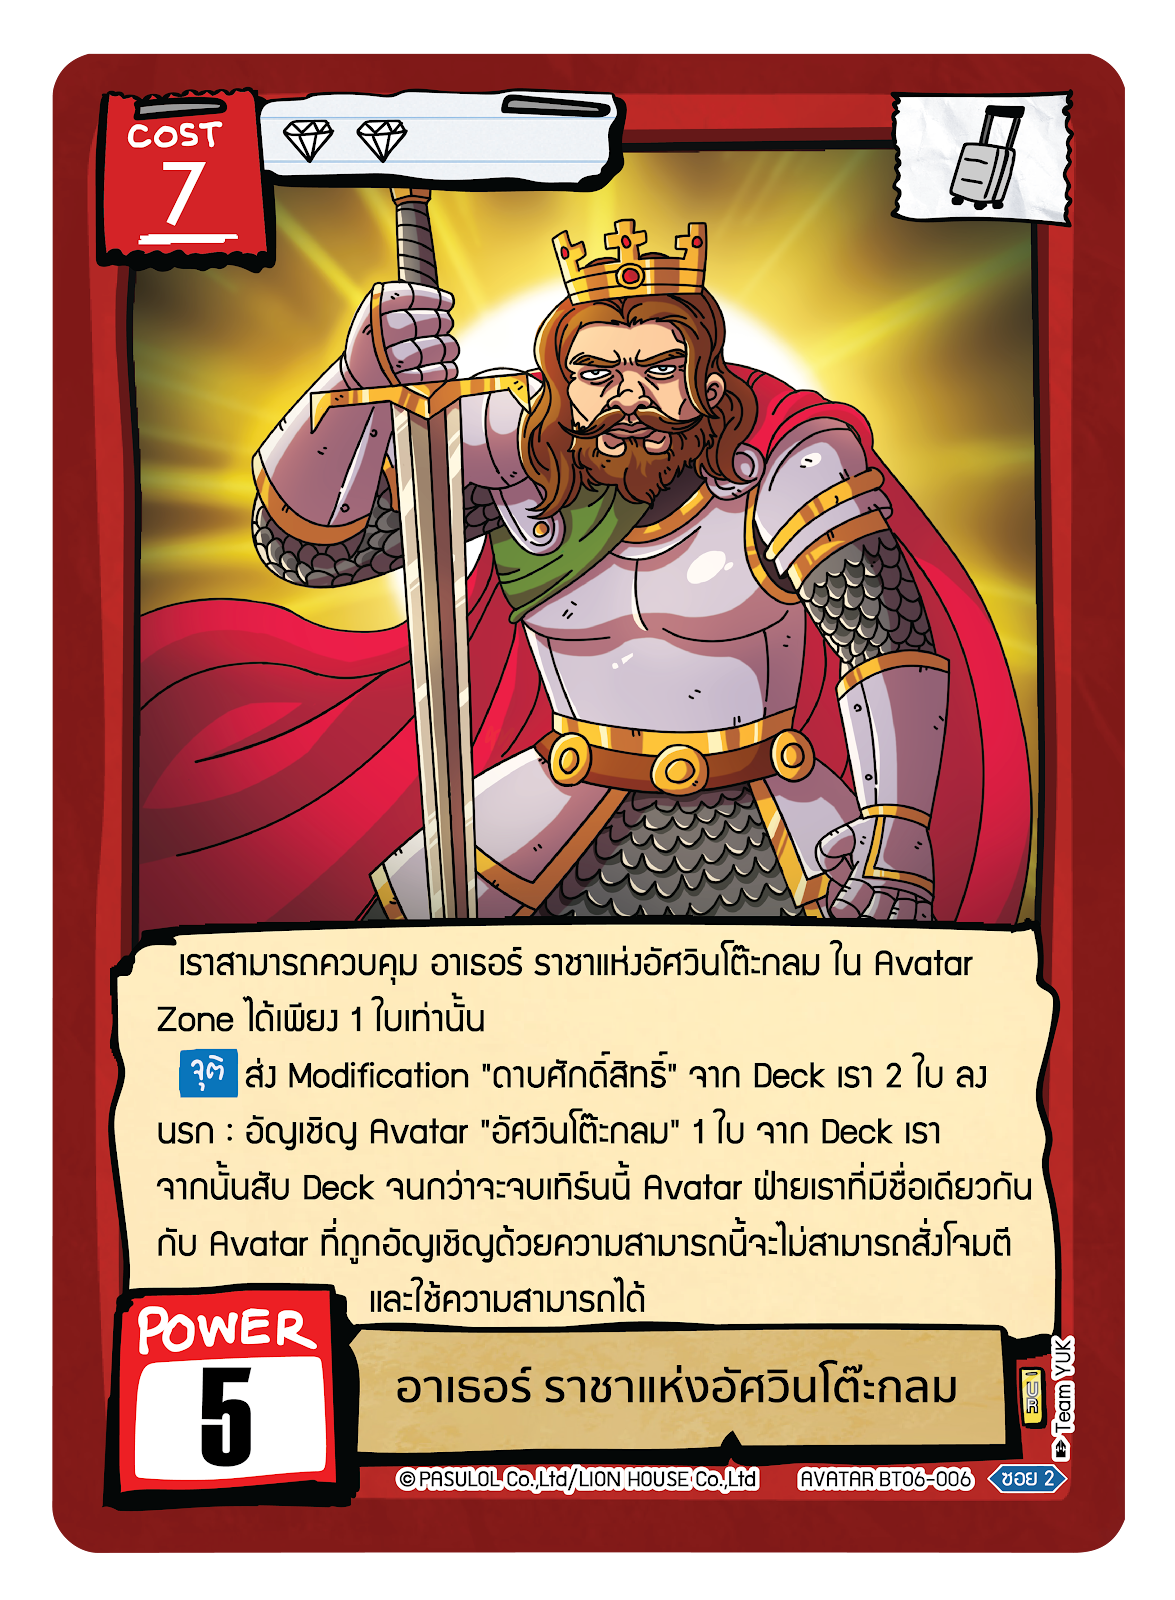 COST
7
เราสามารถควบคุม อาเธอร์ ราชาแห่งอัศวินโต๊ะกลม ใน Avatar
Zone ได้เพียง 1 ใบเท่านั้น
จุติ ส่ง Modification "ดาบศักดิ์สิทธิ์" จาก Deck เรา 2 ใบ ลง
นรก : อัญเชิญ Avatar "อัศวินโต๊ะกลม" 1 ใบ จาก Deck เรา
จากนั้นสับ Deck จนกว่าจะจบเทิร์นนี้ Avatar ฝ่ายเราที่มีชื่อเดียวกัน
กับ Avatar ที่ถูกอัญเชิญด้วยความสามารถนี้จะไม่สามารถสั่งโจมตี
และใช้ความสามารถได้
POWER
5
อาเธอร์ ราชาแห่งอัศวินโต๊ะกลม
UR
Team YUK
© PASULOL Co.,Ltd/LION HOUSE Co.,Ltd
AVATAR BT06-006
ซอย 2